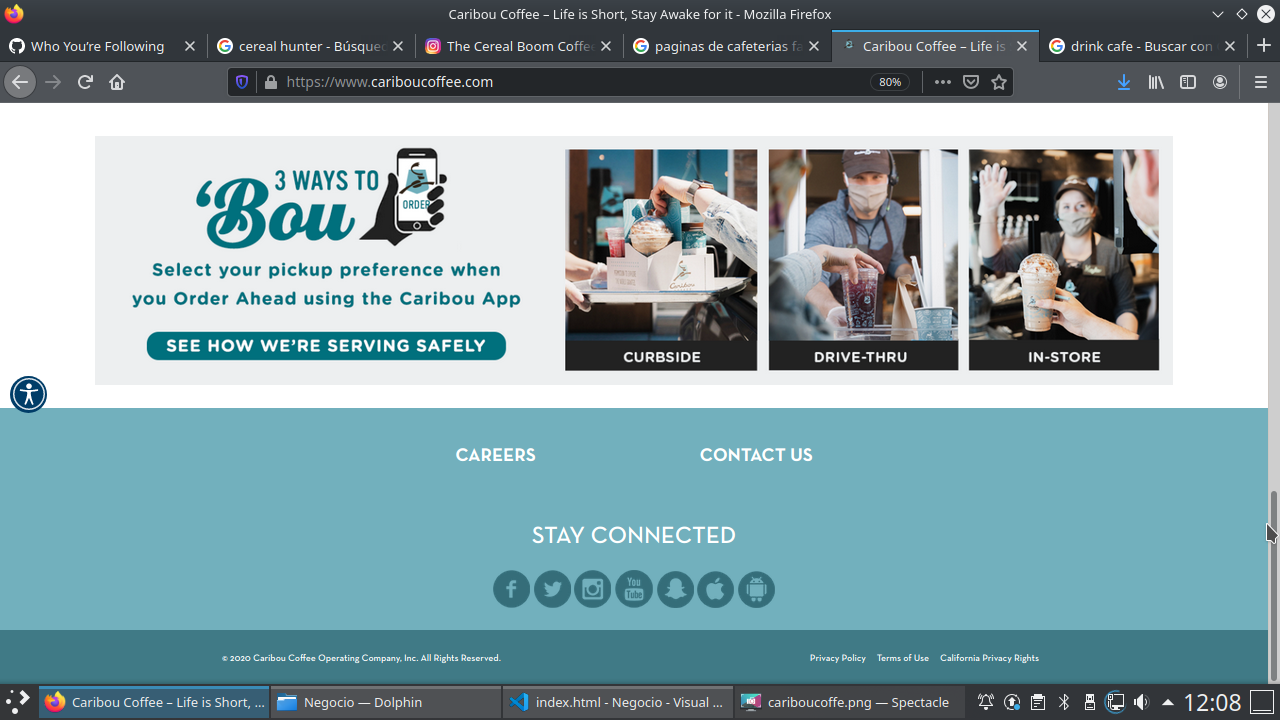 Caribou Coffee – Life is Short, Stay Awake for it - Mozilla Firefox
Who You’re Following
cereal hunter - Búsque
The Cereal Boom Coffe
paginas de cafeterias fa
Caribou Coffee – Life is
drink cafe - Buscar con
https://www.cariboucoffee.com
80%
3 WAYS TO
‘Bou
ORDER
Select your pickup preference when
you Order Ahead using the Caribou App
SEE HOW WE’RE SERVING SAFELY
CURBSIDE
DRIVE-THRU
IN-STORE
CAREERS
CONTACT US
STAY CONNECTED
You
Tube
© 2020 Caribou Coffee Operating Company, Inc. All Rights Reserved.
Privacy Policy
Terms of Use
California Privacy Rights
Caribou Coffee – Life is Short, ...
Negocio — Dolphin
index.html - Negocio - Visual ...
cariboucoffe.png — Spectacle
12:08